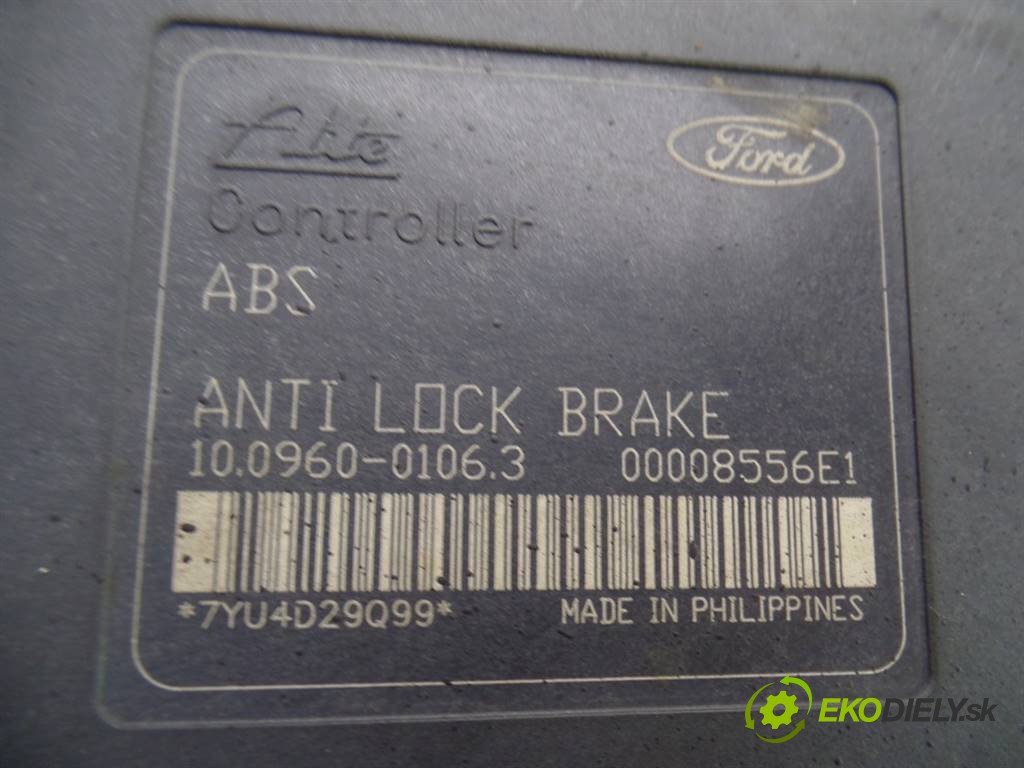 Ate
Ford
Controller
ABS
ANTI LOCK BRAKE
10.0960-0106.3 00008556E1
*7YU4D29Q99* MADE IN PHILIPPINES
EKODIELY.sk